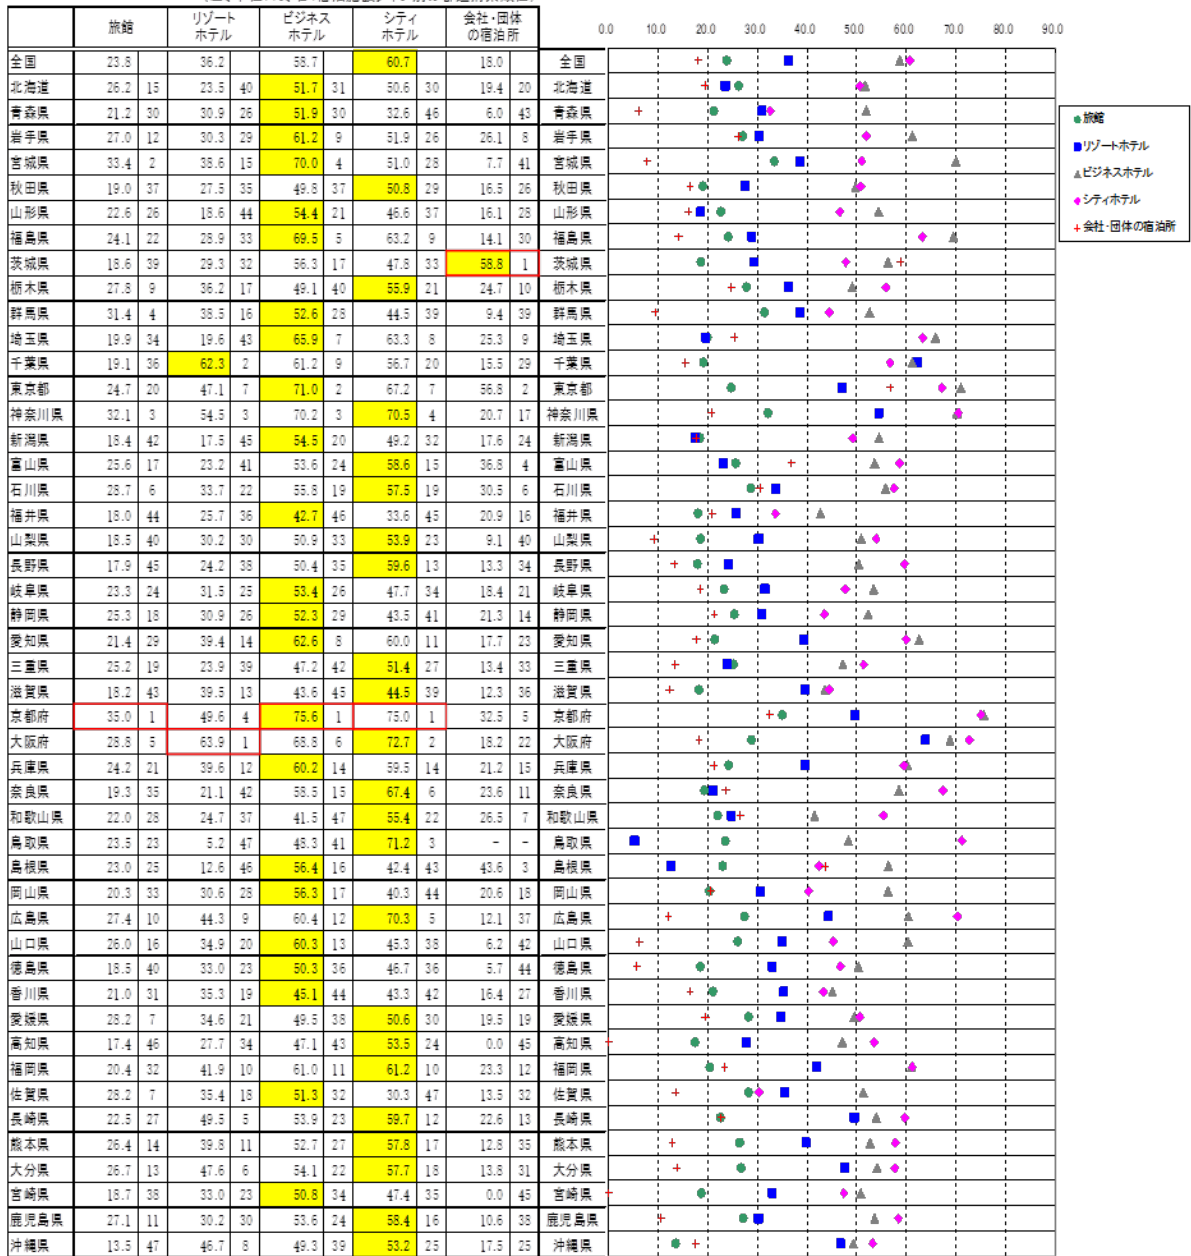 旅館 リゾートホテル ビジネスホテル シティホテル 会社・団体の宿泊所 0.0 10.0 20.0 30.0 40.0 50.0 60.0 70.0 80.0 90.0
全国 23.8 36.2 58.7 60.7 18.0 全国
北海道 26.2 15 23.5 40 51.7 31 50.6 30 19.4 20 北海道
青森県 21.2 30 30.9 26 51.9 30 32.6 46 6.0 43 青森県
岩手県 27.0 12 30.3 29 61.2 9 51.9 26 26.1 8 岩手県
宮城県 33.4 2 38.6 15 70.0 4 51.0 28 7.7 41 宮城県
秋田県 19.0 37 27.5 35 49.8 37 50.8 29 16.5 26 秋田県
山形県 22.6 26 18.6 44 54.4 21 46.6 37 16.1 28 山形県
福島県 24.1 22 28.9 33 69.5 5 63.2 9 14.1 30 福島県
茨城県 18.6 39 29.3 32 56.3 17 47.8 33 58.8 1 茨城県
栃木県 27.8 9 36.2 17 49.1 40 55.9 21 24.7 10 栃木県
群馬県 31.4 4 38.5 16 52.6 28 44.5 39 9.4 39 群馬県
埼玉県 19.9 34 19.6 43 65.9 7 63.3 8 25.3 9 埼玉県
千葉県 19.1 36 62.3 2 61.2 9 56.7 20 15.5 29 千葉県
東京都 24.7 20 47.1 7 71.0 2 67.2 7 56.8 2 東京都
神奈川県 32.1 3 54.5 3 70.2 3 70.5 4 20.7 17 神奈川県
新潟県 18.4 42 17.5 45 54.5 20 49.2 32 17.6 24 新潟県
富山県 25.6 17 23.2 41 53.6 24 58.6 15 36.8 4 富山県
石川県 28.7 6 33.7 22 55.8 19 57.5 19 30.5 6 石川県
福井県 18.0 44 25.7 36 42.7 46 33.6 45 20.9 16 福井県
山梨県 18.5 40 30.2 30 50.9 33 53.9 23 9.1 40 山梨県
長野県 17.9 45 24.2 38 50.4 35 59.6 13 13.3 34 長野県
岐阜県 23.3 24 31.5 25 53.4 26 47.7 34 18.4 21 岐阜県
静岡県 25.3 18 30.9 26 52.3 29 43.5 41 21.3 14 静岡県
愛知県 21.4 29 39.4 14 62.6 8 60.0 11 17.7 23 愛知県
三重県 25.2 19 23.9 39 47.2 42 51.4 27 13.4 33 三重県
滋賀県 18.2 43 39.5 13 43.6 45 44.5 39 12.3 36 滋賀県
京都府 35.0 1 49.6 4 75.6 1 75.0 1 32.5 5 京都府
大阪府 28.8 5 63.9 1 68.8 6 72.7 2 18.2 22 大阪府
兵庫県 24.2 21 39.6 12 60.2 14 59.5 14 21.2 15 兵庫県
奈良県 19.3 35 21.1 42 58.5 15 67.4 6 23.6 11 奈良県
和歌山県 22.0 28 24.7 37 41.5 47 55.4 22 26.5 7 和歌山県
鳥取県 23.5 23 5.2 47 48.3 41 71.2 3 - - 鳥取県
島根県 23.0 25 12.6 46 56.4 16 42.4 43 43.6 3 島根県
岡山県 20.3 33 30.6 28 56.3 17 40.3 44 20.6 18 岡山県
広島県 27.4 10 44.3 9 60.4 12 70.3 5 12.1 37 広島県
山口県 26.0 16 34.9 20 60.3 13 45.3 38 6.2 42 山口県
徳島県 18.5 40 33.0 23 50.3 36 46.7 36 5.7 44 徳島県
香川県 21.0 31 35.3 19 45.1 44 43.3 42 16.4 27 香川県
愛媛県 28.2 7 34.6 21 49.5 38 50.6 30 19.5 19 愛媛県
高知県 17.4 46 27.7 34 47.1 43 53.5 24 0.0 45 高知県
福岡県 20.4 32 41.9 10 61.0 11 61.2 10 23.3 12 福岡県
佐賀県 28.2 7 35.4 18 51.3 32 30.3 47 13.5 32 佐賀県
長崎県 22.5 27 49.5 5 53.9 23 59.7 12 22.6 13 長崎県
熊本県 26.4 14 39.8 11 52.7 27 57.8 17 12.8 35 熊本県
大分県 26.7 13 47.6 6 54.1 22 57.7 18 13.8 31 大分県
宮崎県 18.7 38 33.0 23 50.8 34 47.4 35 0.0 45 宮崎県
鹿児島県 27.1 11 30.2 30 53.6 24 58.4 16 10.6 38 鹿児島県
沖縄県 13.5 47 46.7 8 49.3 39 53.2 25 17.5 25 沖縄県
旅館
リゾートホテル
ビジネスホテル
シティホテル
会社・団体の宿泊所